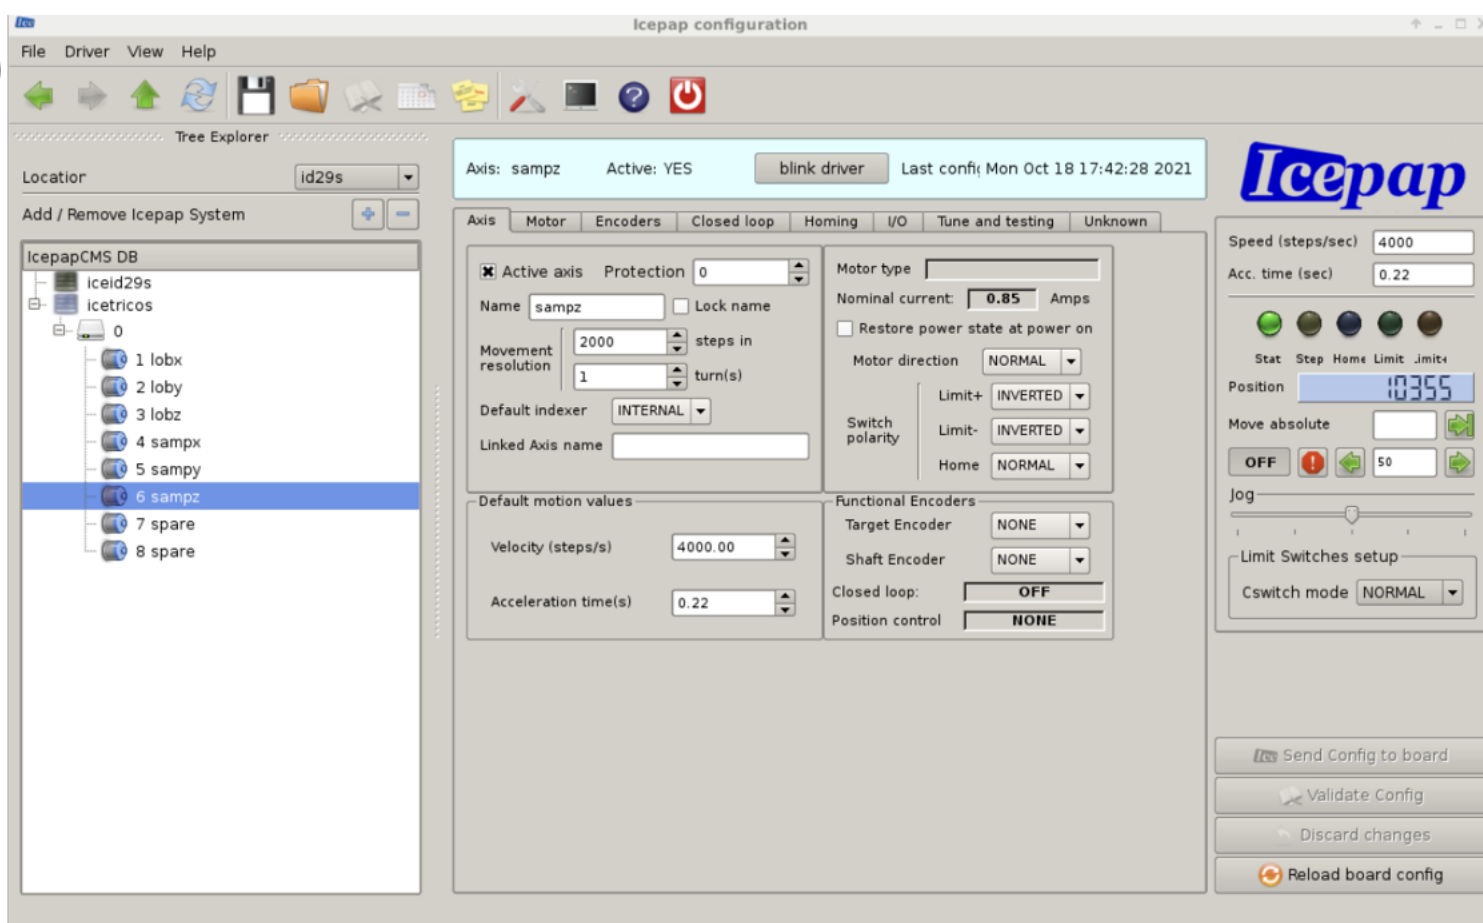 Icepap configuration
File Driver View Help
Tree Explorer
Locatior id29s
Add / Remove Icepap System
IcepapCMS DB
iceid29s
icetricos
0
1 lobx
2 loby
3 lobz
4 sampx
5 sampy
6 sampz
7 spare
8 spare
Axis: sampz Active: YES blink driver Last config Mon Oct 18 17:42:28 2021
Axis Motor Encoders Closed loop Homing I/O Tune and testing Unknown
Active axis Protection 0
Name sampz Lock name
Movement resolution
2000 steps in
1 turn(s)
Default indexer INTERNAL
Linked Axis name
Motor type
Nominal current: 0.85 Amps
Restore power state at power on
Motor direction NORMAL
Switch polarity
Limit+ INVERTED
Limit- INVERTED
Home NORMAL
Default motion values
Velocity (steps/s) 4000.00
Acceleration time(s) 0.22
Functional Encoders
Target Encoder NONE
Shaft Encoder NONE
Closed loop: OFF
Position control NONE
Icepap
Speed (steps/sec) 4000
Acc. time (sec) 0.22
Stat Step Home Limit .imit
Position 10355
Move absolute
OFF 50
Jog
Limit Switches setup
Cswitch mode NORMAL
Ice Send Config to board
Validate Config
Discard changes
Reload board config